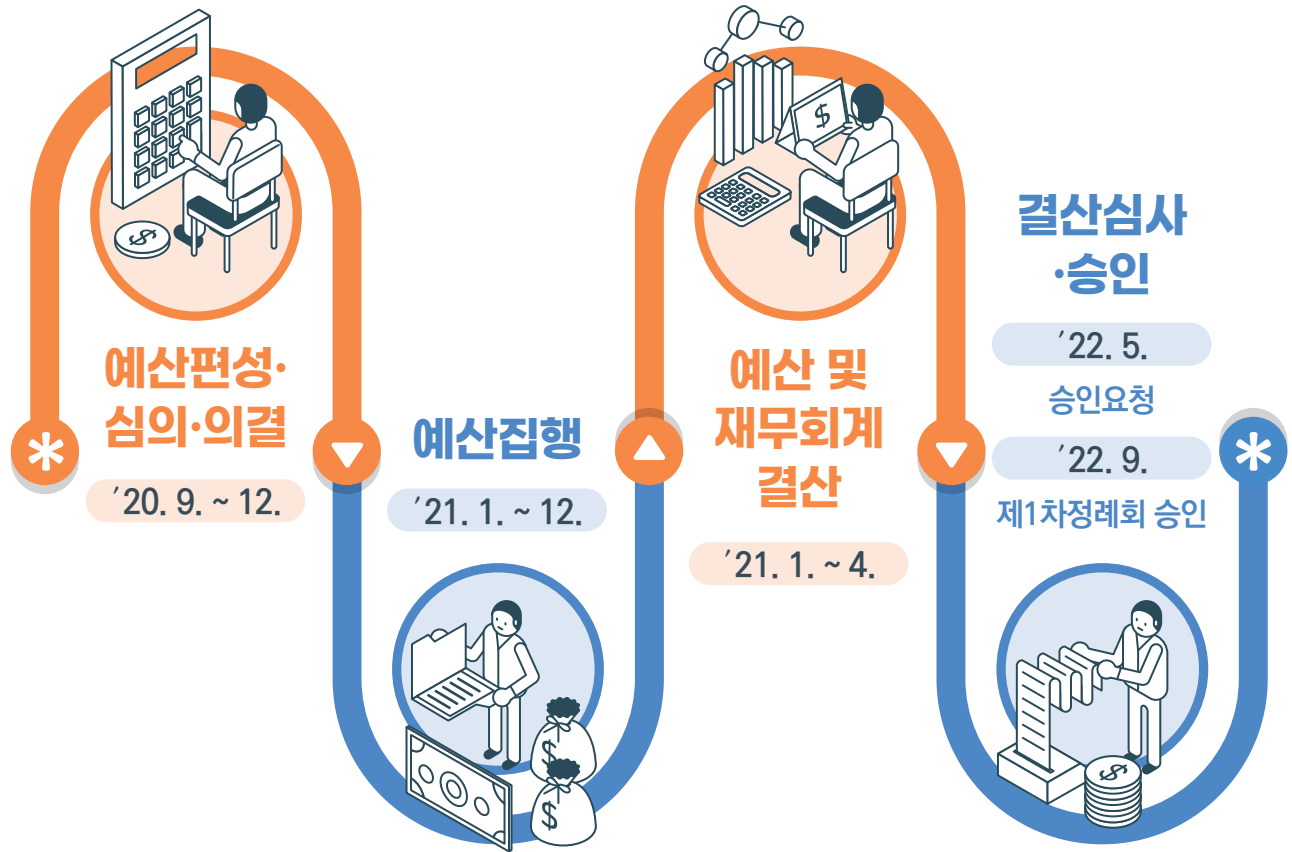 예산편성·
심의·의결
′20. 9. ~ 12.
예산집행
′21. 1. ~ 12.
예산 및
재무회계
결산
′21. 1. ~ 4.
결산심사
·승인
′22. 5.
승인요청
′22. 9.
제1차정례회 승인